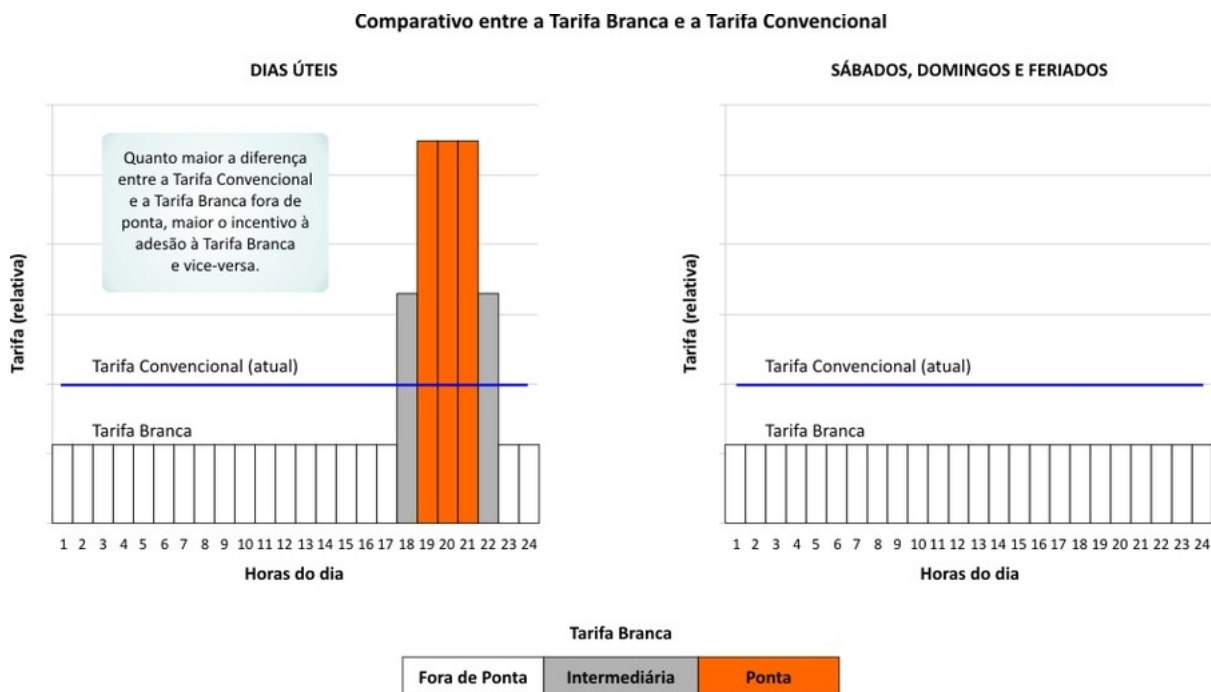 Comparativo entre a Tarifa Branca e a Tarifa Convencional
DIAS ÚTEIS
Tarifa (relativa)
Quanto maior a diferença
entre a Tarifa Convencional
e a Tarifa Branca fora de
ponta, maior o incentivo à
adesão à Tarifa Branca
e vice-versa.
Tarifa Convencional (atual)
Tarifa Branca
1 2 3 4 5 6 7 8 9 10 11 12 13 14 15 16 17 18 19 20 21 22 23 24
Horas do dia
SÁBADOS, DOMINGOS E FERIADOS
Tarifa (relativa)
Tarifa Convencional (atual)
Tarifa Branca
1 2 3 4 5 6 7 8 9 10 11 12 13 14 15 16 17 18 19 20 21 22 23 24
Horas do dia
Tarifa Branca
Fora de Ponta Intermediária Ponta